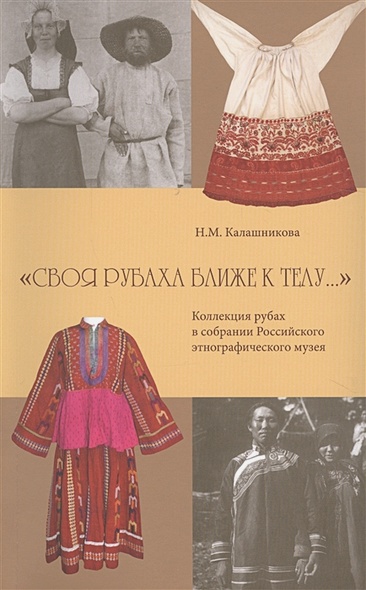 Н.М. Калашникова
«СВОЯ РУБАХА БЛИЖЕ К ТЕЛУ...»
Коллекция рубах
в собрании Российского
этнографического музея